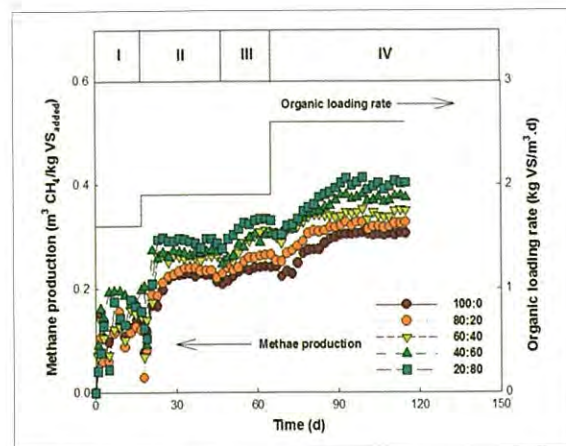 I II III IV
0.6
0.4
0.2
0.0
Methane production (m³ CH₄/kg VSadded)
Organic loading rate
Methae production
100:0
80:20
60:40
40:60
20:80
3
2
1
0
Organic loading rate (kg VS/m³.d)
0 30 60 90 120 150
Time (d)